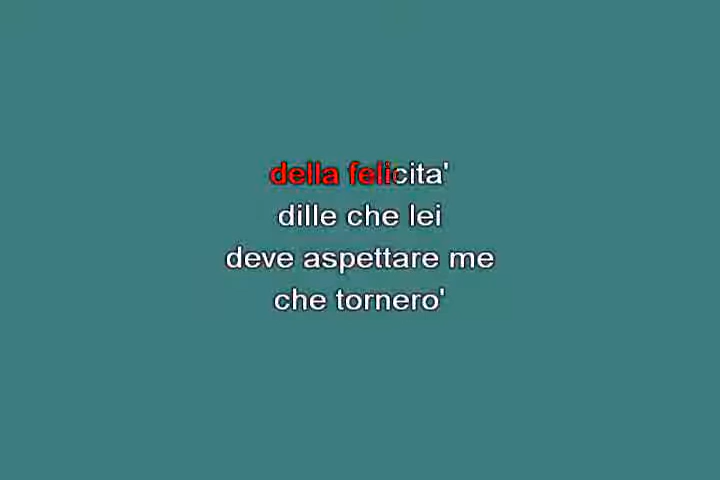 della felicita'
dille che lei
deve aspettare me
che tornero'